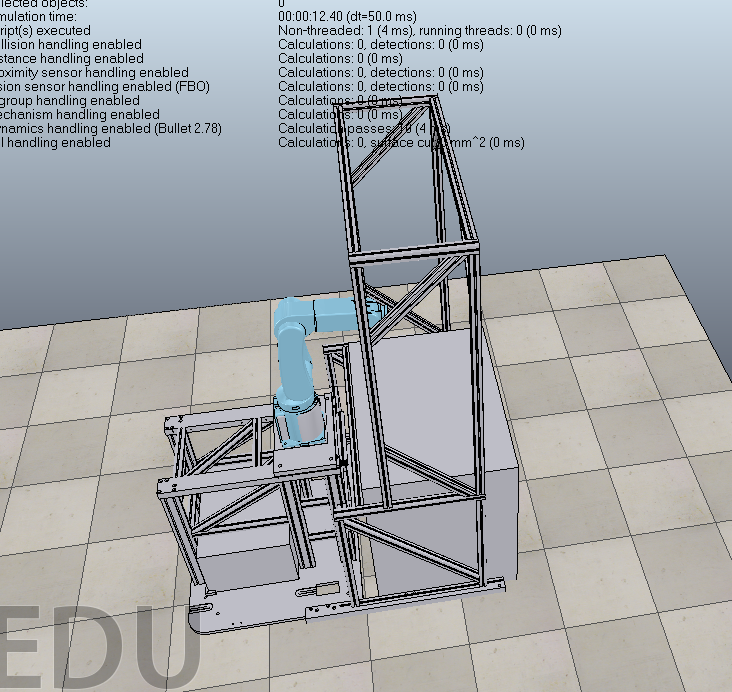 lected objects: 0
mulation time: 00:00:12.40 (dt=50.0 ms)
ript(s) executed Non-threaded: 1 (4 ms), running threads: 0 (0 ms)
llision handling enabled Calculations: 0, detections: 0 (0 ms)
stance handling enabled Calculations: 0 (0 ms)
oximity sensor handling enabled Calculations: 0, detections: 0 (0 ms)
sion sensor handling enabled (FBO) Calculations: 0, detections: 0 (0 ms)
group handling enabled Calculations: 0 (0 ms)
echanism handling enabled Calculations: 0 (0 ms)
ynamics handling enabled (Bullet 2.78) Calculation passes: 10 (4 ms)
l handling enabled Calculations: 0, surface cut: mm^2 (0 ms)
EDU